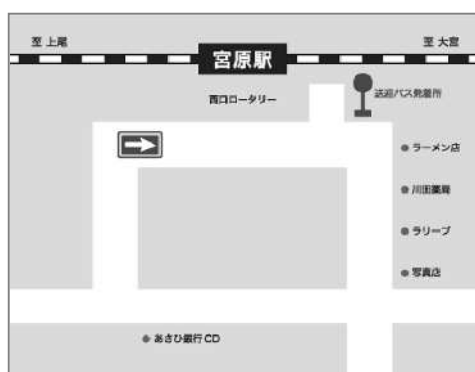 至 上尾
至 大宮
宮原駅
西口ロータリー
送迎バス発着所
ラーメン店
川田薬局
ラリーブ
写真店
あさひ銀行CD